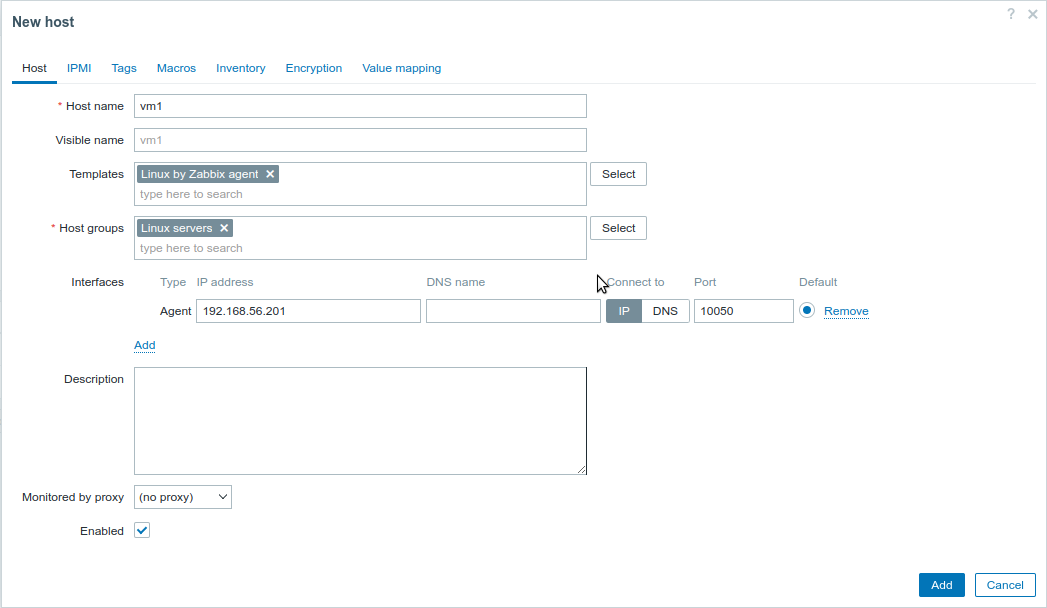 New host
? ×
Host IPMI Tags Macros Inventory Encryption Value mapping
* Host name vm1
Visible name vm1
Templates Linux by Zabbix agent × Select
type here to search
* Host groups Linux servers × Select
type here to search
Interfaces Type IP address DNS name Connect to Port Default
Agent 192.168.56.201 IP DNS 10050 Remove
Add
Description
Monitored by proxy (no proxy)
Enabled
Add Cancel